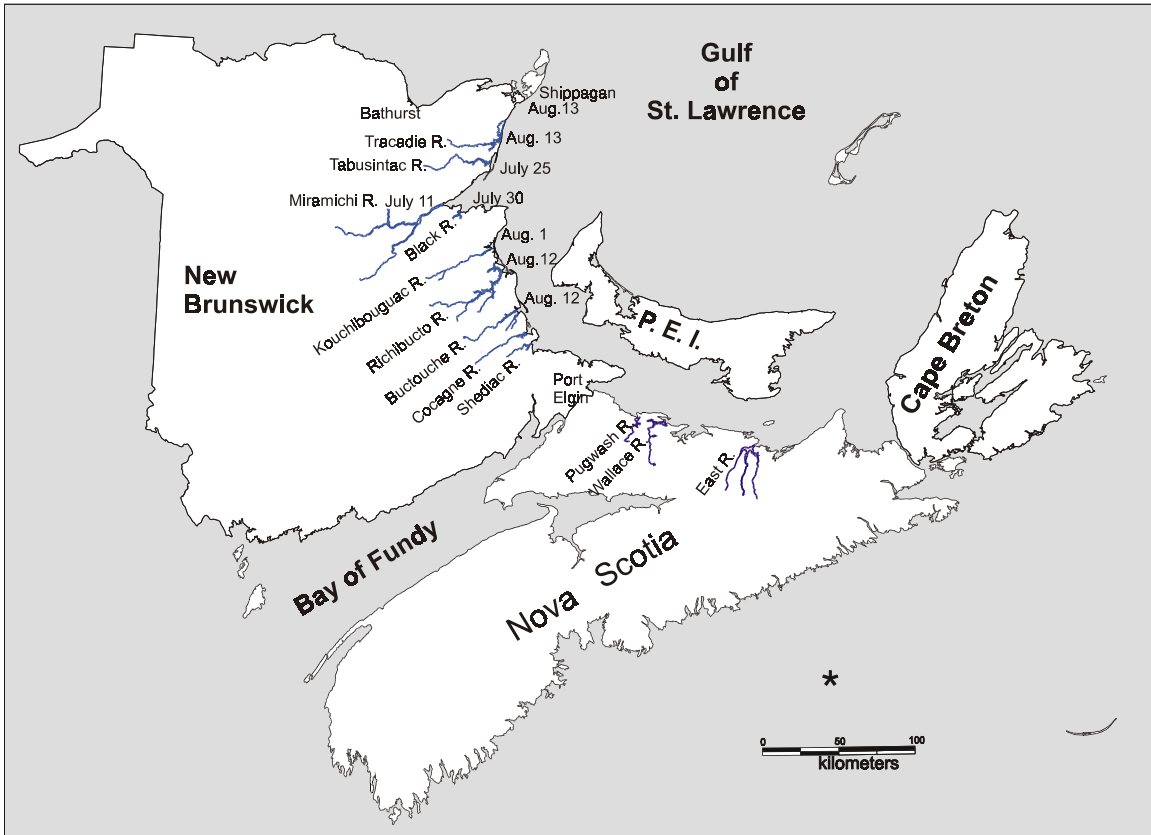 Gulf
of
St. Lawrence
Shippagan
Aug.13
Bathurst
Tracadie R.
Aug. 13
Tabusintac R.
July 25
Miramichi R.
July 11
July 30
Black R.
Aug. 1
Aug.12
New
Brunswick
Kouchibouguac R.
Aug. 12
Richibucto R.
P. E. I.
Buctouche R.
Cocagne R.
Shediac R.
Cape Breton
Port
Elgin
Pugwash R.
Wallace R.
East R.
Bay of Fundy
Nova Scotia
*
0 50 100
kilometers